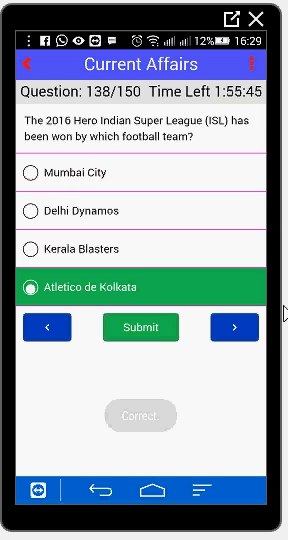 12% 16:29
Current Affairs
Question: 138/150 Time Left 1:55:45
The 2016 Hero Indian Super League (ISL) has
been won by which football team?
Mumbai City
Delhi Dynamos
Kerala Blasters
Atletico de Kolkata
< Submit >
Correct.